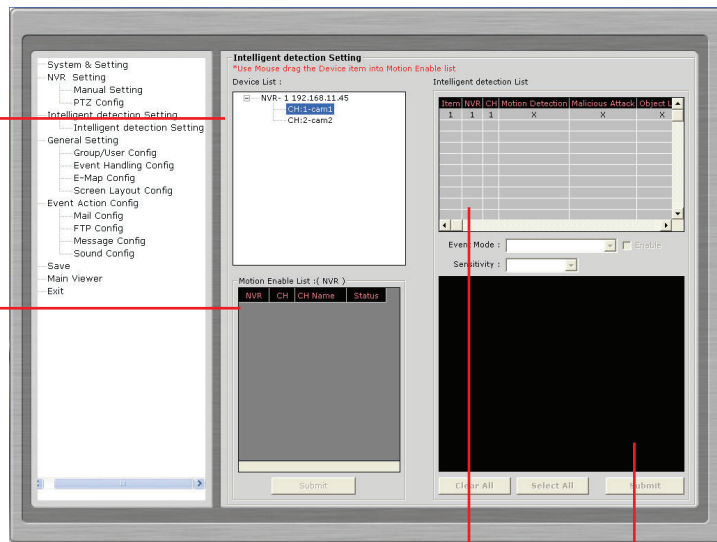 System & Setting
NVR Setting
Manual Setting
PTZ Config
Intelligent detection Setting
Intelligent detection Setting
General Setting
Group/User Config
Event Handling Config
E-Map Config
Screen Layout Config
Event Action Config
Mail Config
FTP Config
Message Config
Sound Config
Save
Main Viewer
Exit
Intelligent detection Setting
*Use Mouse drag the Device item into Motion Enable list
Device List :
NVR- 1 192.168.11.45
CH:1-cam1
CH:2-cam2
Motion Enable List :( NVR )
NVR CH CH Name Status
Submit
Intelligent detection List
Item NVR CH Motion Detection Malicious Attack Object L
1 1 1 X X X
Event Mode : Enable
Sensitivity :
Clear All Select All Submit